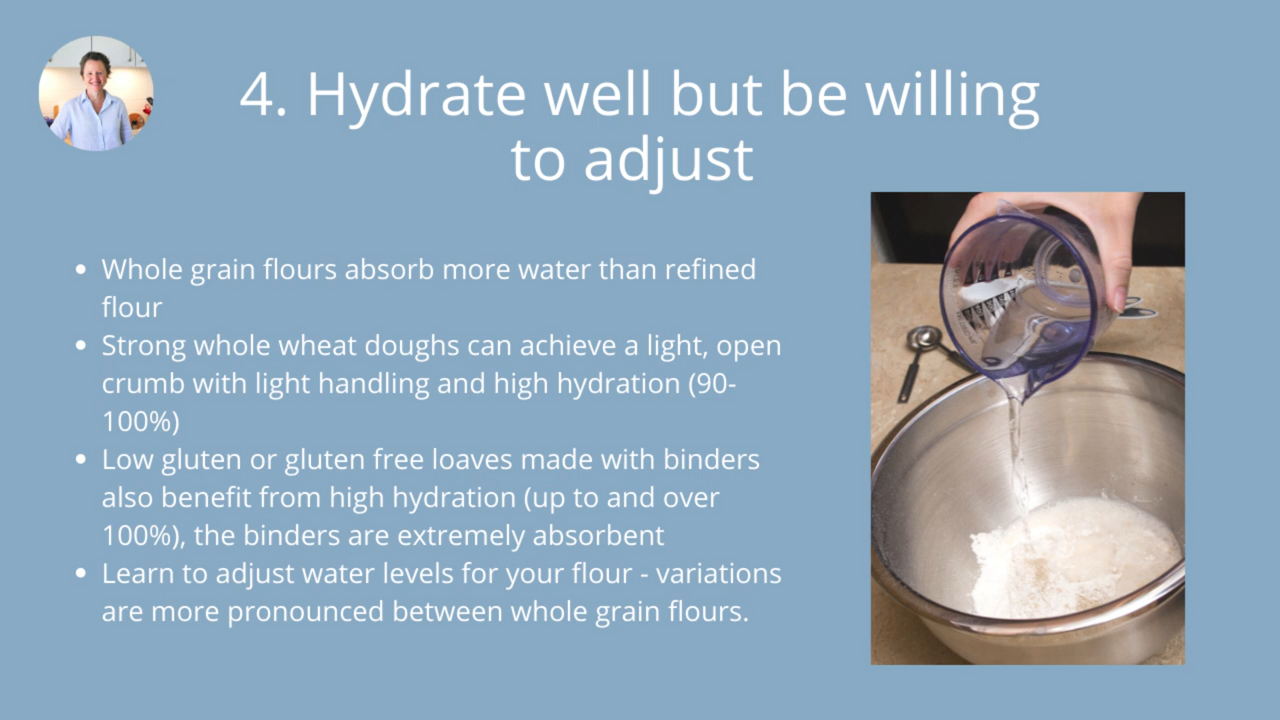 4. Hydrate well but be willing
to adjust
• Whole grain flours absorb more water than refined
flour
• Strong whole wheat doughs can achieve a light, open
crumb with light handling and high hydration (90-
100%)
• Low gluten or gluten free loaves made with binders
also benefit from high hydration (up to and over
100%), the binders are extremely absorbent
• Learn to adjust water levels for your flour - variations
are more pronounced between whole grain flours.